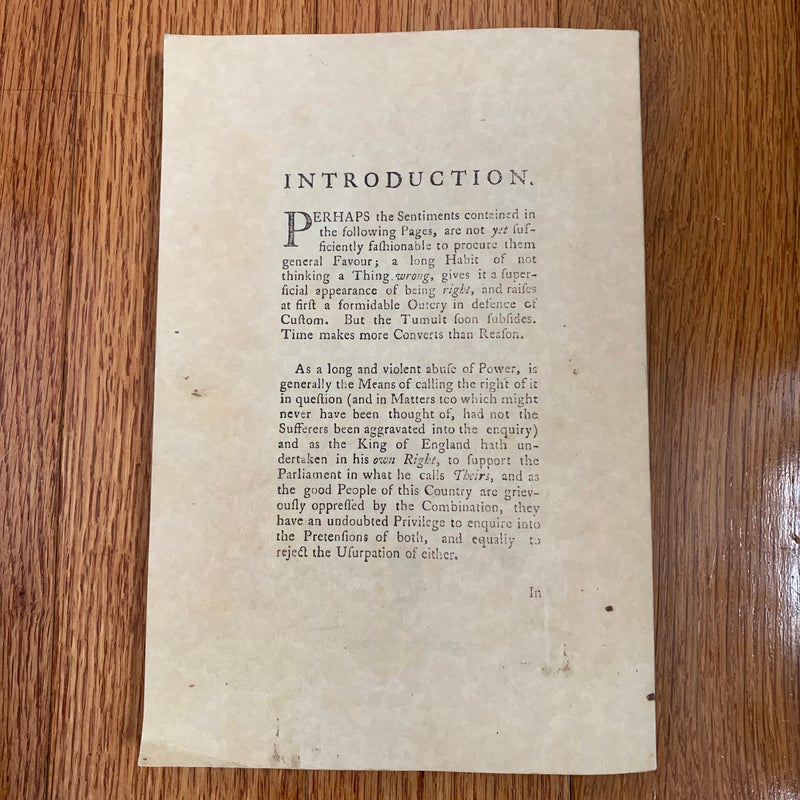 INTRODUCTION.
PERHAPS the Sentiments contained in
the following Pages, are not yet ſuf-
ficiently faſhionable to procure them
general Favour; a long Habit of not
thinking a Thing wrong, gives it a ſuper-
ficial appearance of being right, and raiſes
at firſt a formidable Outcry in defence of
Cuſtom. But the Tumult ſoon ſubſides.
Time makes more Converts than Reaſon.
As a long and violent abuſe of Power, is
generally the Means of calling the right of it
in queſtion (and in Matters too which might
never have been thought of, had not the
Sufferers been aggravated into the enquiry)
and as the King of England hath un-
dertaken in his own Right, to ſupport the
Parliament in what he calls Theirs, and as
the good People of this Country are griev-
ouſly oppreſſed by the Combination, they
have an undoubted Privilege to enquire into
the Pretenſions of both, and equally to
reject the Uſurpation of either.
In